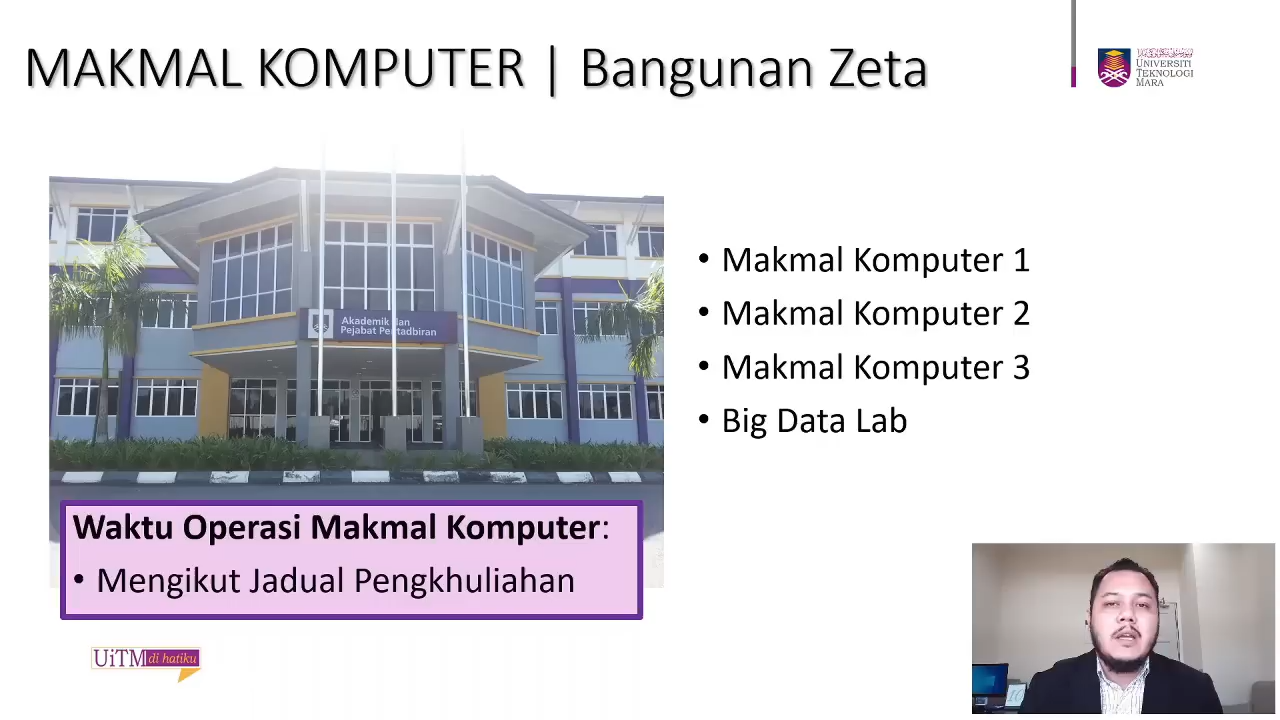 MAKMAL KOMPUTER | Bangunan Zeta
UNIVERSITI
TEKNOLOGI
MARA
Akademik dan
Pejabat Pentadbiran
• Makmal Komputer 1
• Makmal Komputer 2
• Makmal Komputer 3
• Big Data Lab
Waktu Operasi Makmal Komputer:
• Mengikut Jadual Pengkhuliahan
UiTM di hatiku